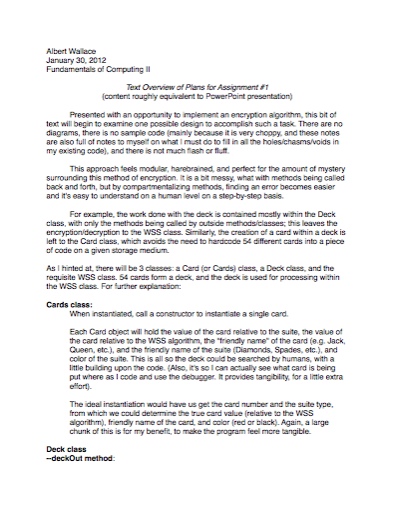 Albert Wallace
January 30, 2012
Fundamentals of Computing II
Text Overview of Plans for Assignment #1
(content roughly equivalent to PowerPoint presentation)
Presented with an opportunity to implement an encryption algorithm, this bit of
text will begin to examine one possible design to accomplish such a task. There are no
diagrams, there is no sample code (mainly because it is very choppy, and these notes
are also full of notes to myself on what I must do to fill in all the holes/chasms/voids in
my existing code), and there is not much flash or fluff.
This approach feels modular, harebrained, and perfect for the amount of mystery
surrounding this method of encryption. It is a bit messy, what with methods being called
back and forth, but by compartmentalizing methods, finding an error becomes easier
and it's easy to understand on a human level on a step-by-step basis.
For example, the work done with the deck is contained mostly within the Deck
class, with only the methods being called by outside methods/classes; this leaves the
encryption/decryption to the WSS class. Similarly, the creation of a card within a deck is
left to the Card class, which avoids the need to hardcode 54 different cards into a piece
of code on a given storage medium.
As I hinted at, there will be 3 classes: a Card (or Cards) class, a Deck class, and the
requisite WSS class. 54 cards form a deck, and the deck is used for processing within
the WSS class. For further explanation:
Cards class:
When instantiated, call a constructor to instantiate a single card.
Each Card object will hold the value of the card relative to the suite, the value of
the card relative to the WSS algorithm, the "friendly name" of the card (e.g. Jack,
Queen, etc.), and the friendly name of the suite (Diamonds, Spades, etc.), and
color of the suite. This is all so the deck could be searched by humans, with a
little building upon the code. (Also, it's so I can actually see what card is being
put where as I code and use the debugger. It provides tangibility, for a little extra
effort).
The ideal instantiation would have us get the card number and the suite type,
from which we could determine the true card value (relative to the WSS
algorithm), friendly name of the card, and color (red or black). Again, a large
chunk of this is for my benefit, to make the program feel more tangible.
Deck class
--deckOut method: